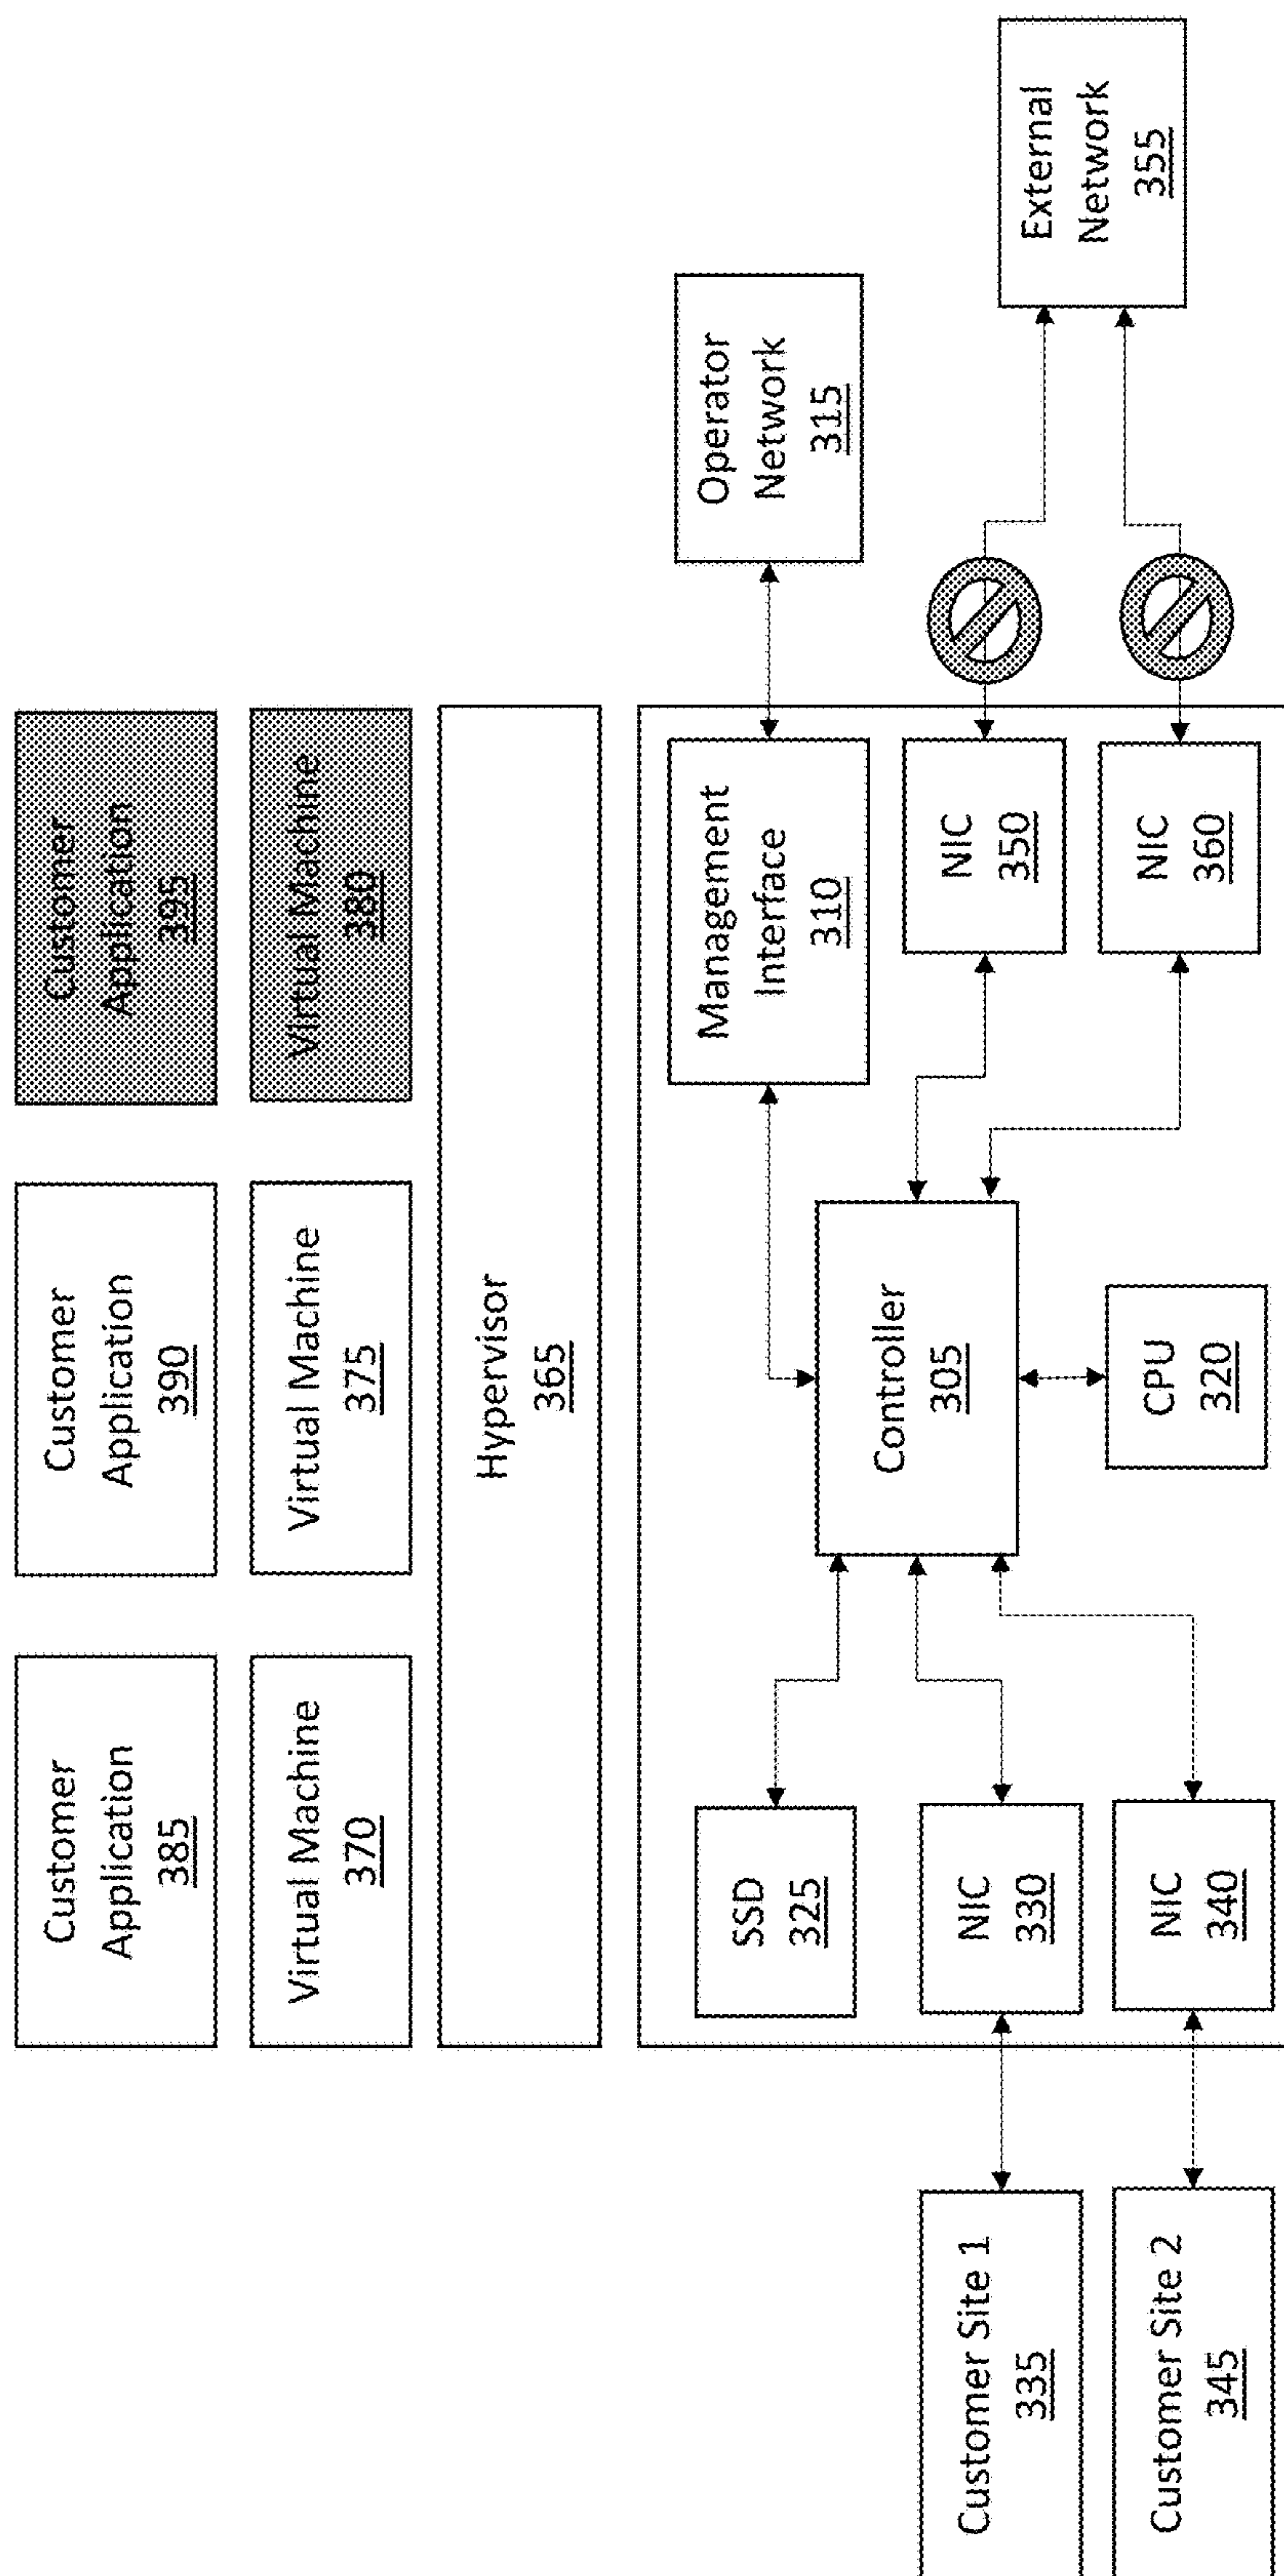 Customer
Application
385
Customer
Application
390
Customer
Application
395
Virtual Machine
370
Virtual Machine
375
Virtual Machine
380
Hypervisor
365
SSD
325
Management
Interface
310
Operator
Network
315
Controller
305
Customer Site 1
335
NIC
330
NIC
350
External
Network
355
Customer Site 2
345
NIC
340
CPU
320
NIC
360